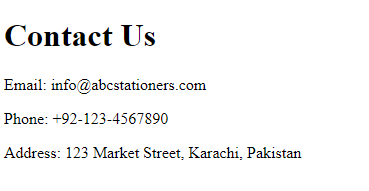 Contact Us
Email: info@abcstationers.com
Phone: +92-123-4567890
Address: 123 Market Street, Karachi, Pakistan